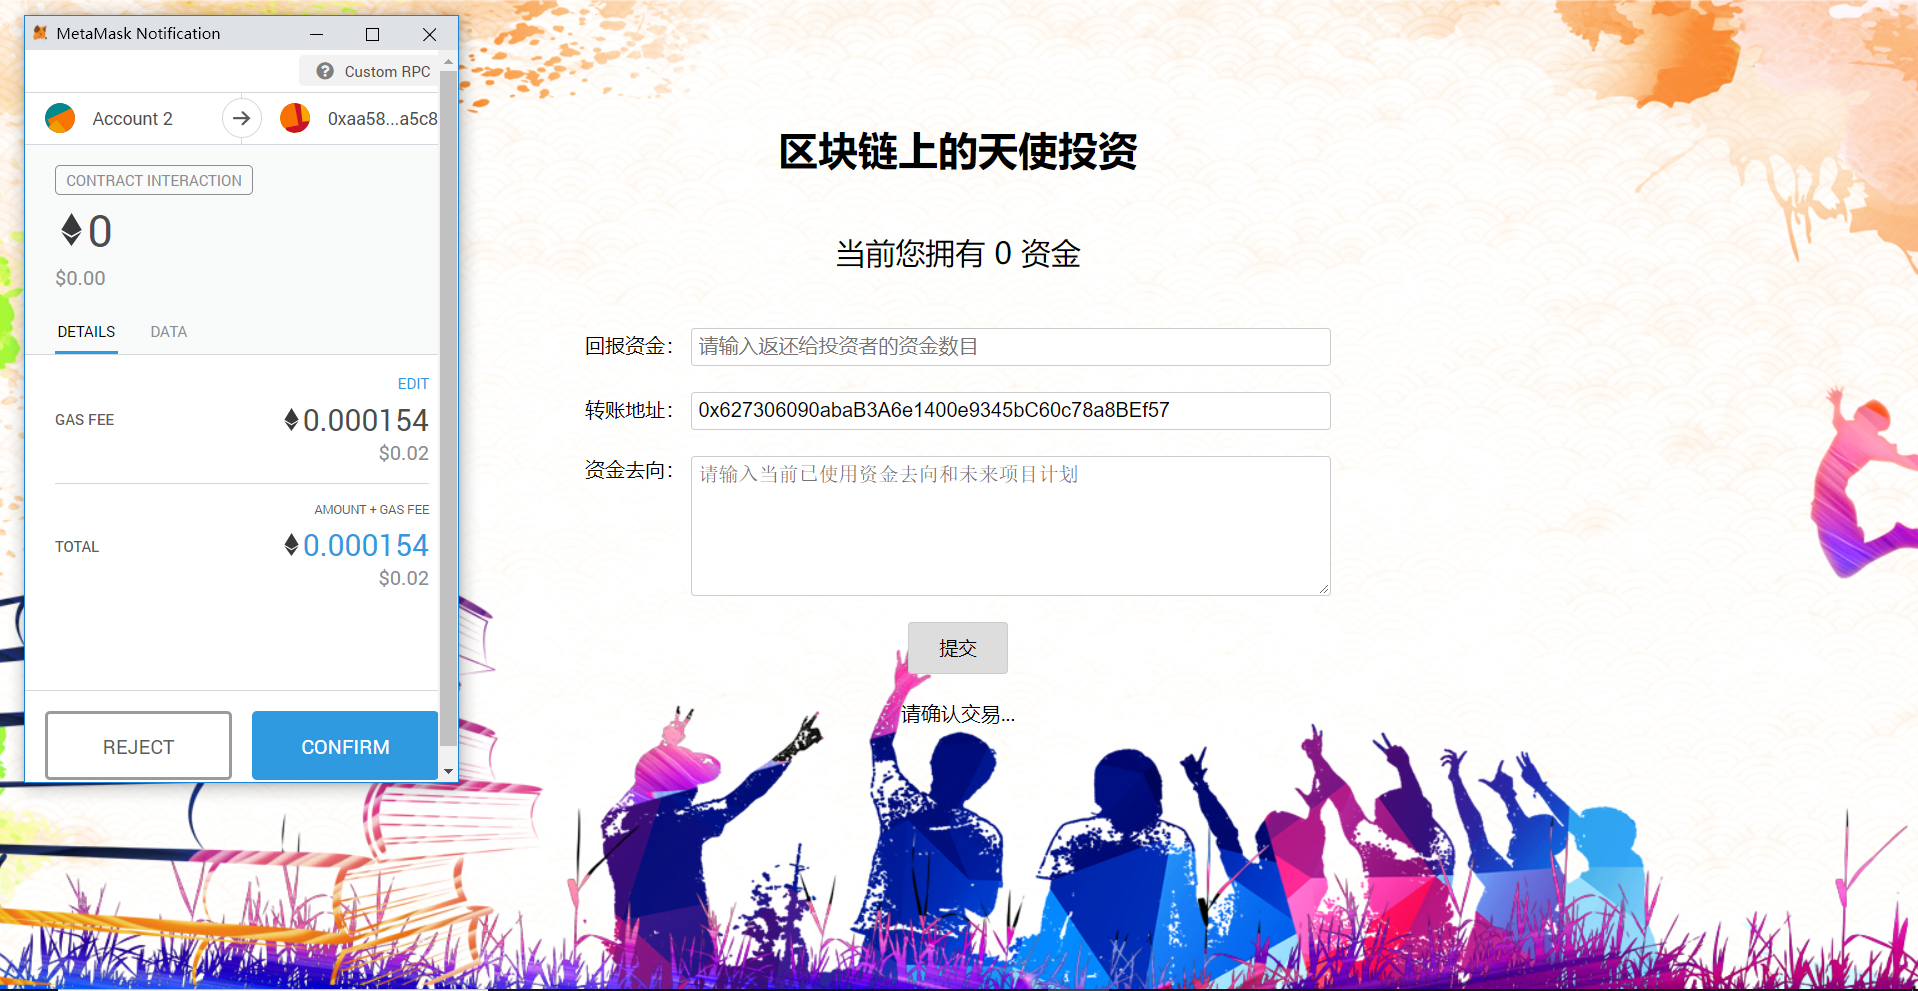 MetaMask Notification
Custom RPC
Account 2
0xaa58...a5c8
CONTRACT INTERACTION
0
$0.00
DETAILS
DATA
EDIT
GAS FEE
0.000154
$0.02
AMOUNT + GAS FEE
TOTAL
0.000154
$0.02
REJECT
CONFIRM
区块链上的天使投资
当前您拥有 0 资金
回报资金：
请输入返还给投资者的资金数目
转账地址：
0x627306090abaB3A6e1400e9345bC60c78a8BEf57
资金去向：
请输入当前已使用资金去向和未来项目计划
提交
请确认交易...